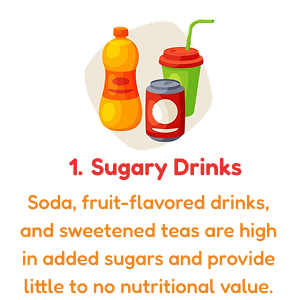 1. Sugary Drinks
Soda, fruit-flavored drinks,
and sweetened teas are high
in added sugars and provide
little to no nutritional value.